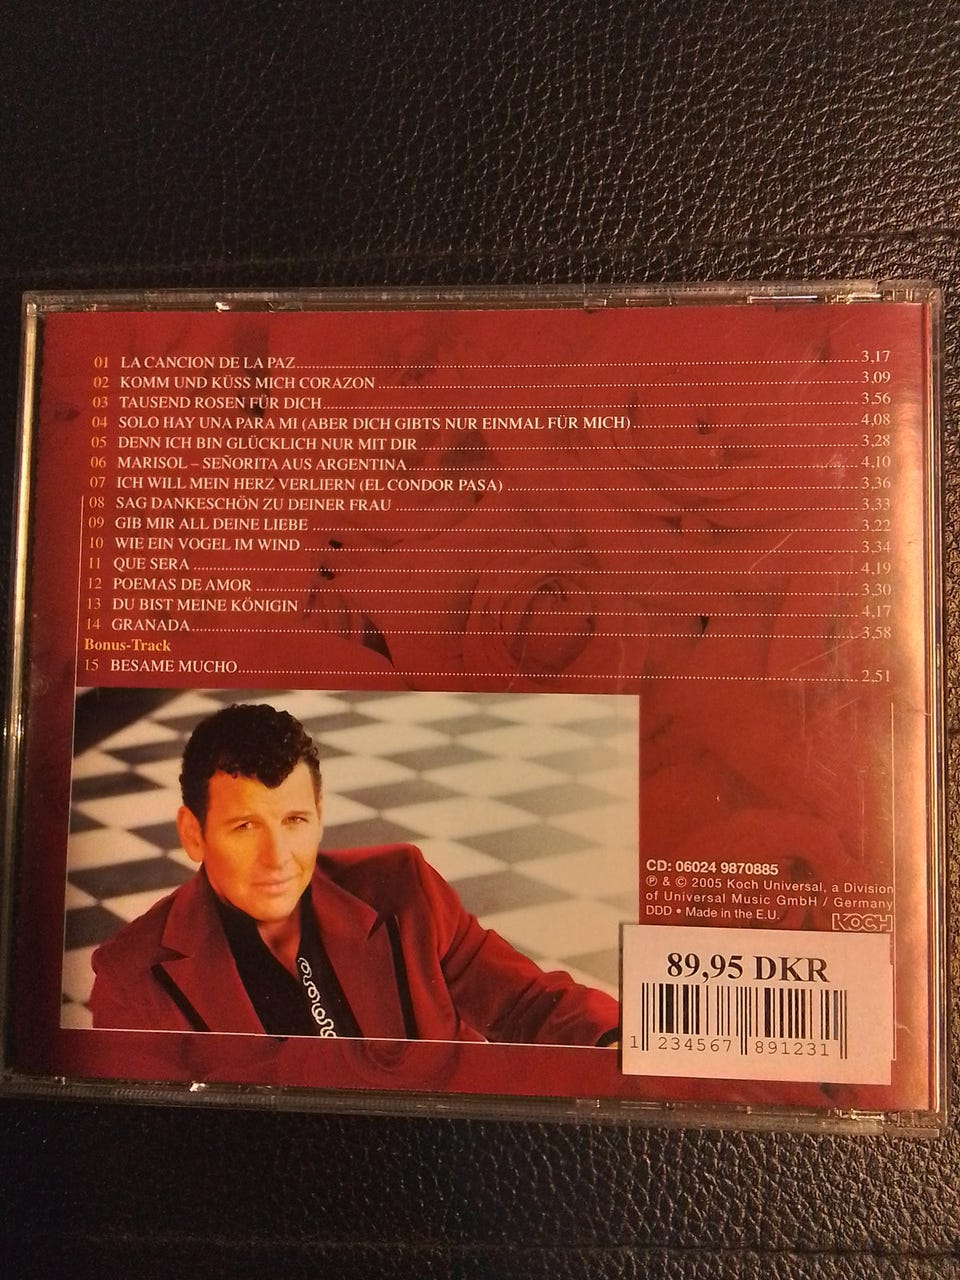 01 LA CANCION DE LA PAZ 3,17
02 KOMM UND KÜSS MICH CORAZON 3,09
03 TAUSEND ROSEN FÜR DICH 3,56
04 SOLO HAY UNA PARA MI (ABER DICH GIBTS NUR EINMAL FÜR MICH) 4,08
05 DENN ICH BIN GLÜCKLICH NUR MIT DIR 3,28
06 MARISOL – SEÑORITA AUS ARGENTINA 4,10
07 ICH WILL MEIN HERZ VERLIERN (EL CONDOR PASA) 3,36
08 SAG DANKESCHÖN ZU DEINER FRAU 3,33
09 GIB MIR ALL DEINE LIEBE 3,22
10 WIE EIN VOGEL IM WIND 3,34
11 QUE SERA 4,19
12 POEMAS DE AMOR 3,30
13 DU BIST MEINE KÖNIGIN 4,17
14 GRANADA 3,58
Bonus-Track
15 BESAME MUCHO 2,51
CD: 06024 9870885
℗ & © 2005 Koch Universal, a Division
of Universal Music GmbH / Germany
DDD • Made in the E.U.
KOCH
89,95 DKR
1 234567 891231